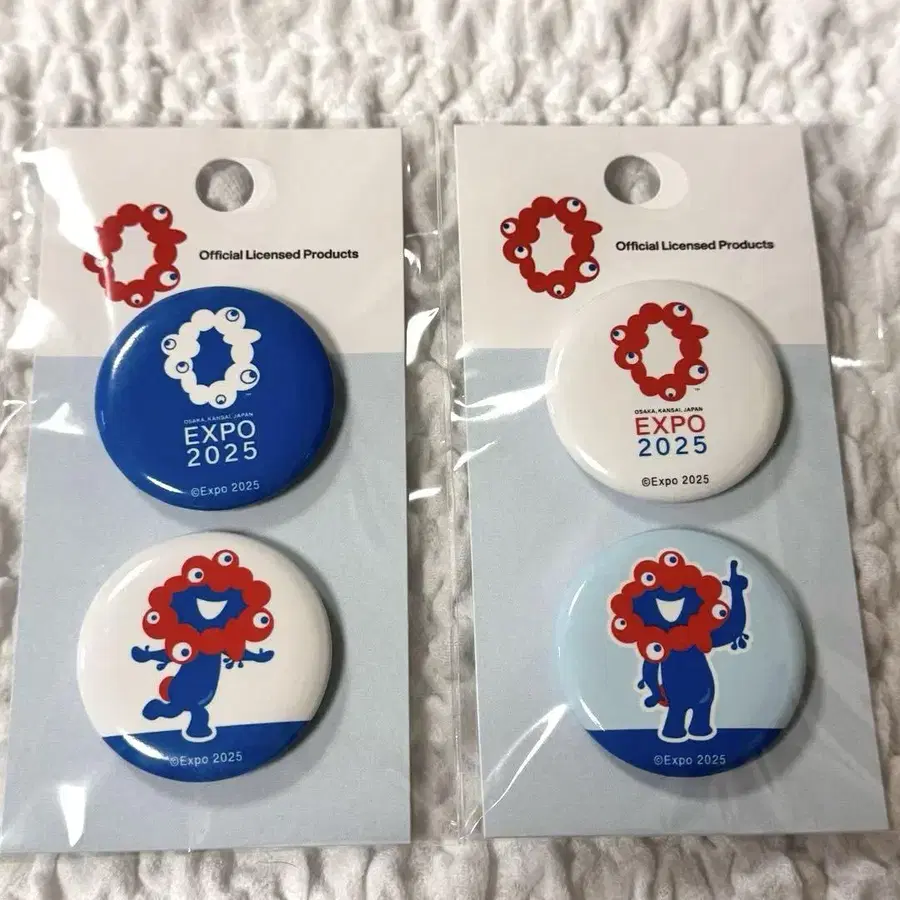 Official Licensed Products
OSAKA, KANSAI, JAPAN
EXPO
2025
©Expo 2025
©Expo 2025
Official Licensed Products
OSAKA, KANSAI, JAPAN
EXPO
2025
©Expo 2025
©Expo 2025